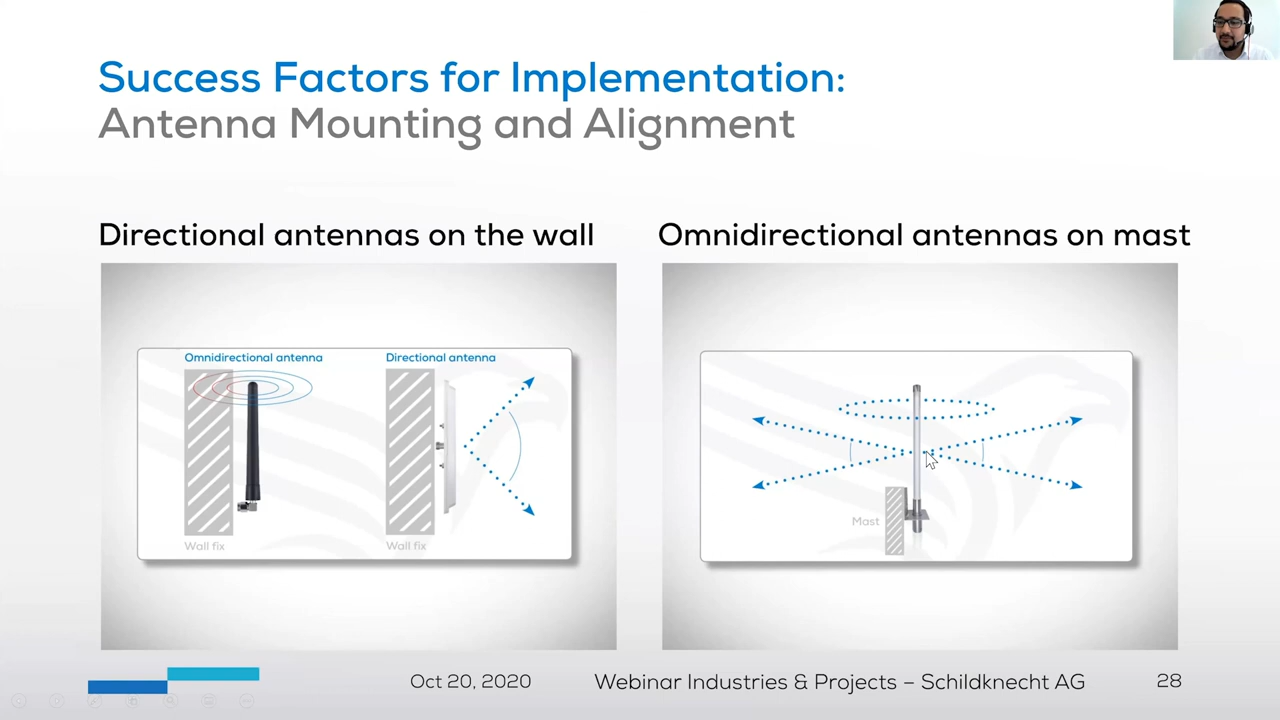 Success Factors for Implementation:
Antenna Mounting and Alignment
Directional antennas on the wall
Omnidirectional antenna
Directional antenna
Wall fix
Wall fix
Omnidirectional antennas on mast
Mast
Oct 20, 2020
Webinar Industries & Projects – Schildknecht AG
28